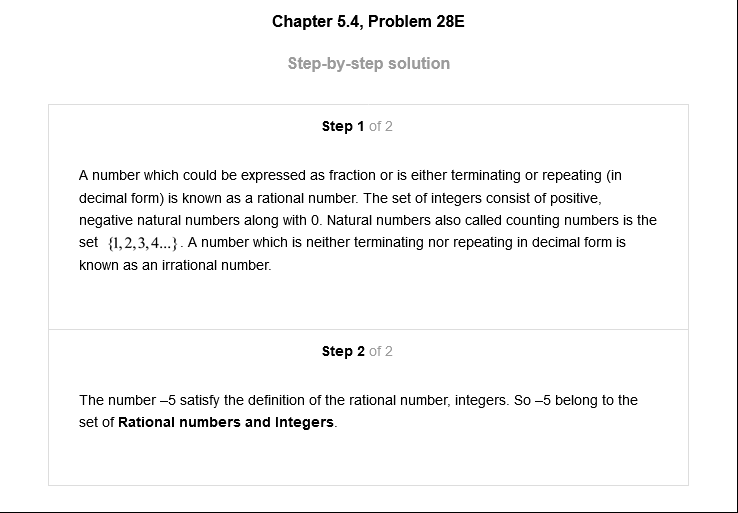 Chapter 5.4, Problem 28E
Step-by-step solution
Step 1 of 2
A number which could be expressed as fraction or is either terminating or repeating (in
decimal form) is known as a rational number. The set of integers consist of positive,
negative natural numbers along with 0. Natural numbers also called counting numbers is the
set {1,2,3,4...}. A number which is neither terminating nor repeating in decimal form is
known as an irrational number.
Step 2 of 2
The number –5 satisfy the definition of the rational number, integers. So –5 belong to the
set of Rational numbers and Integers.